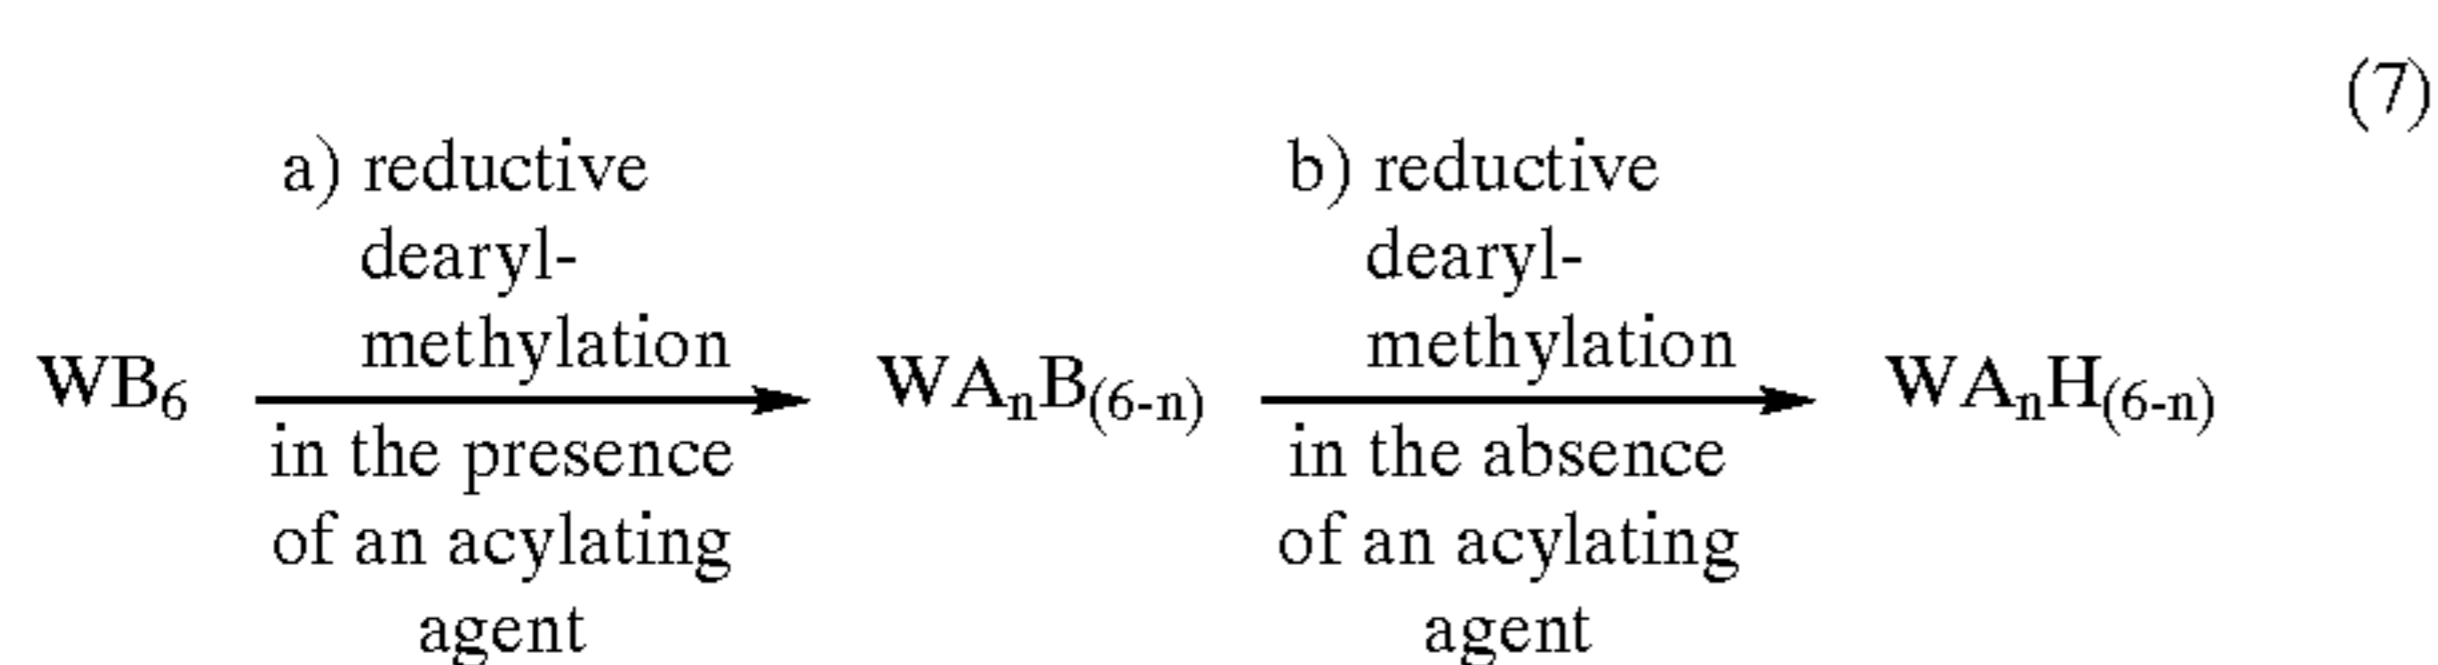 (7)
a) reductive
dearyl-
methylation
WB₆
in the presence
of an acylating
agent
WAₙB₍₆₋ₙ₎
b) reductive
dearyl-
methylation
in the absence
of an acylating
agent
WAₙH₍₆₋ₙ₎